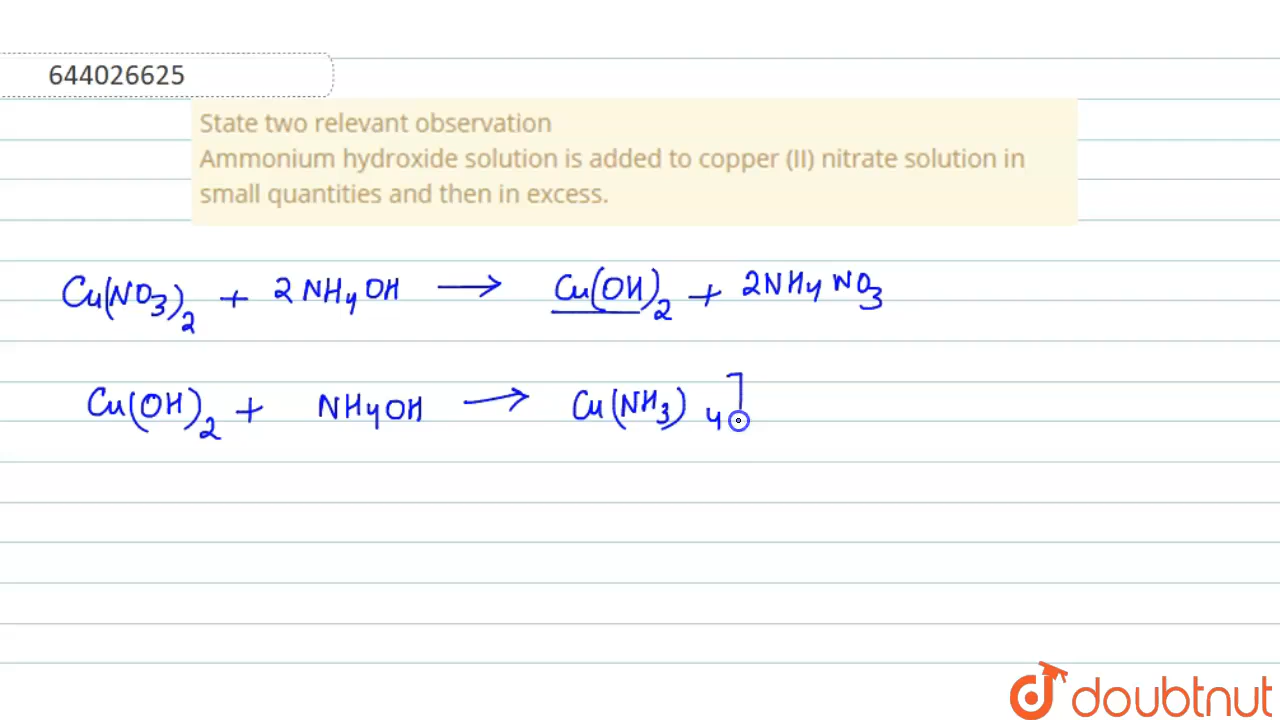 644026625
State two relevant observation
Ammonium hydroxide solution is added to copper (II) nitrate solution in
small quantities and then in excess.
Cu(NO3)2 + 2NH4OH → Cu(OH)2 + 2NH4NO3
Cu(OH)2 + NH4OH → Cu(NH3)4]
doubtnut